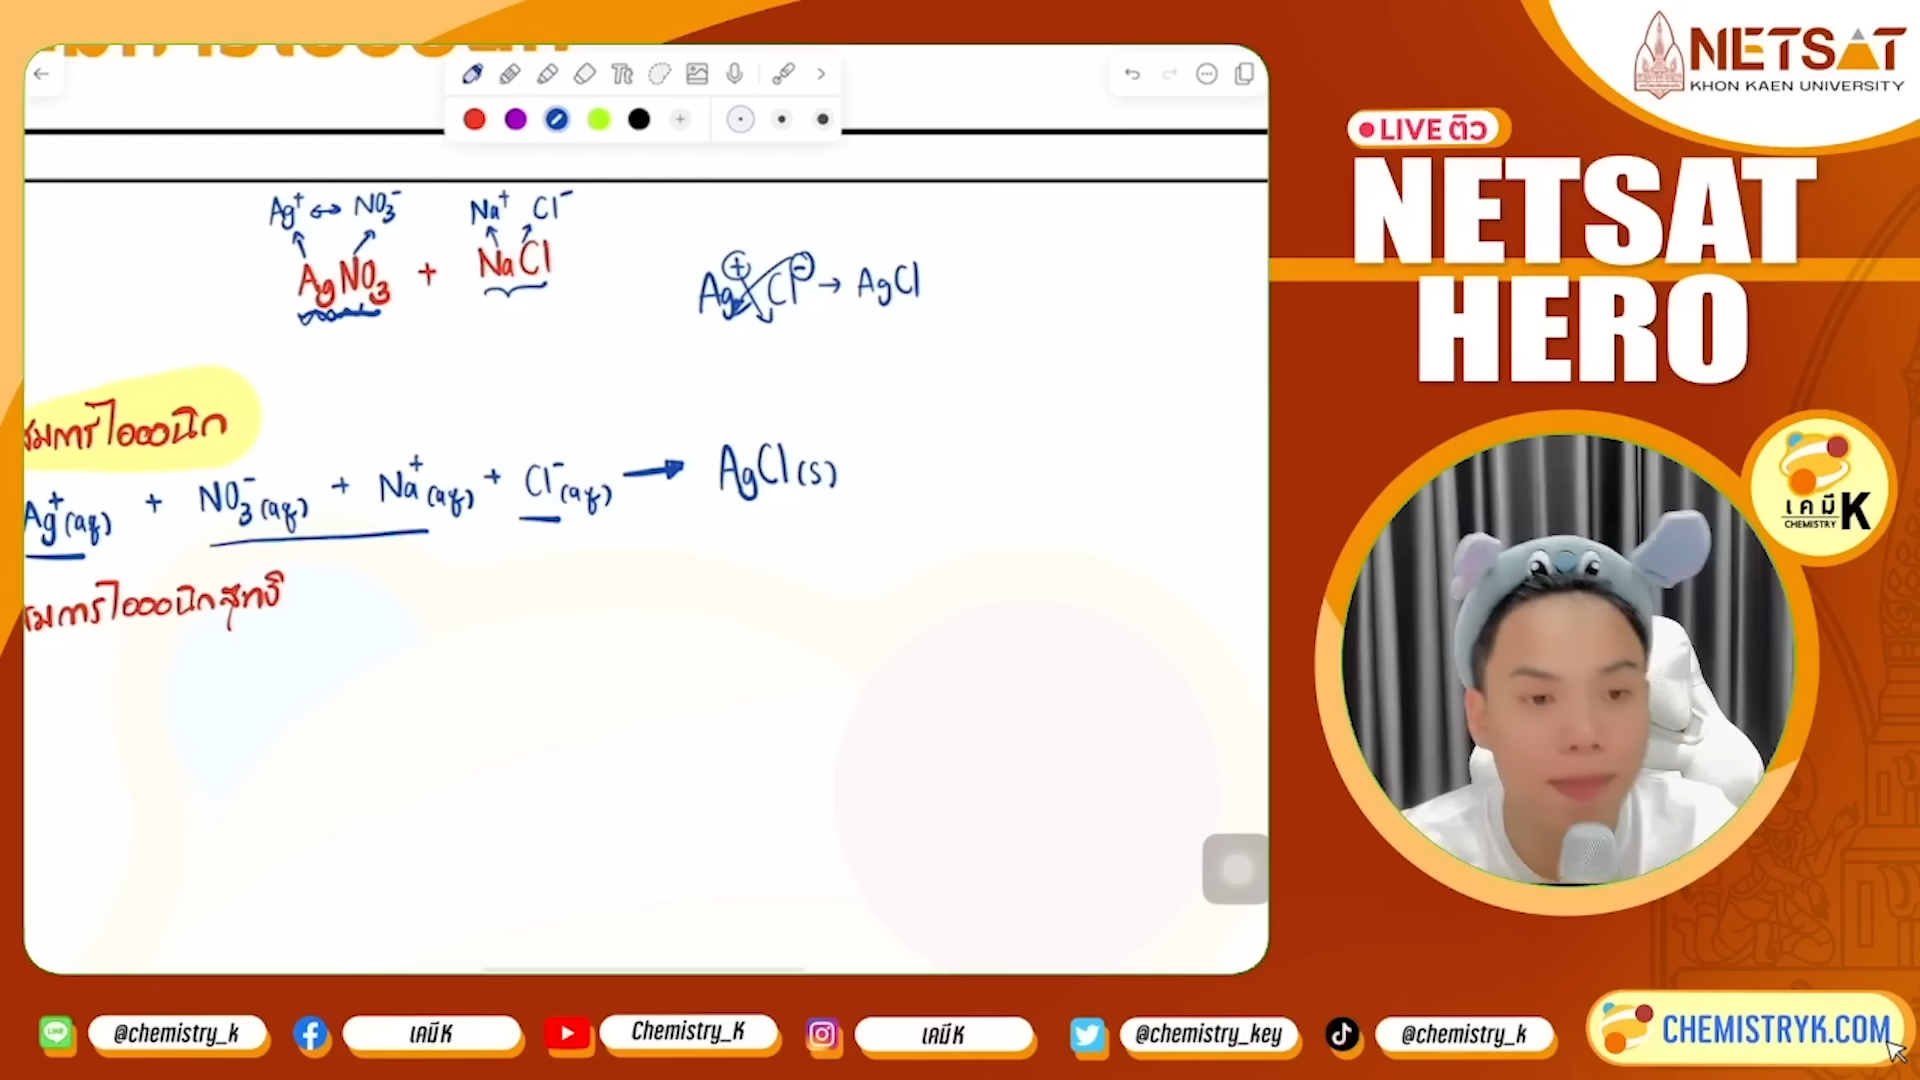 Ag⁺ ↔ NO₃⁻ Na⁺ Cl⁻
AgNO₃ + NaCl
Ag⁺ Cl⁻ → AgCl
สมการไอออนิก
Ag⁺(aq) + NO₃⁻(aq) + Na⁺(aq) + Cl⁻(aq) → AgCl(s)
สมการไอออนิกสุทธิ
NETSAT
KHON KAEN UNIVERSITY
LIVE ติว
NETSAT
HERO
เคมี K
CHEMISTRY
@chemistry_k
เคมี K
Chemistry_K
เคมี K
@chemistry_key
@chemistry_k
CHEMISTRYK.COM